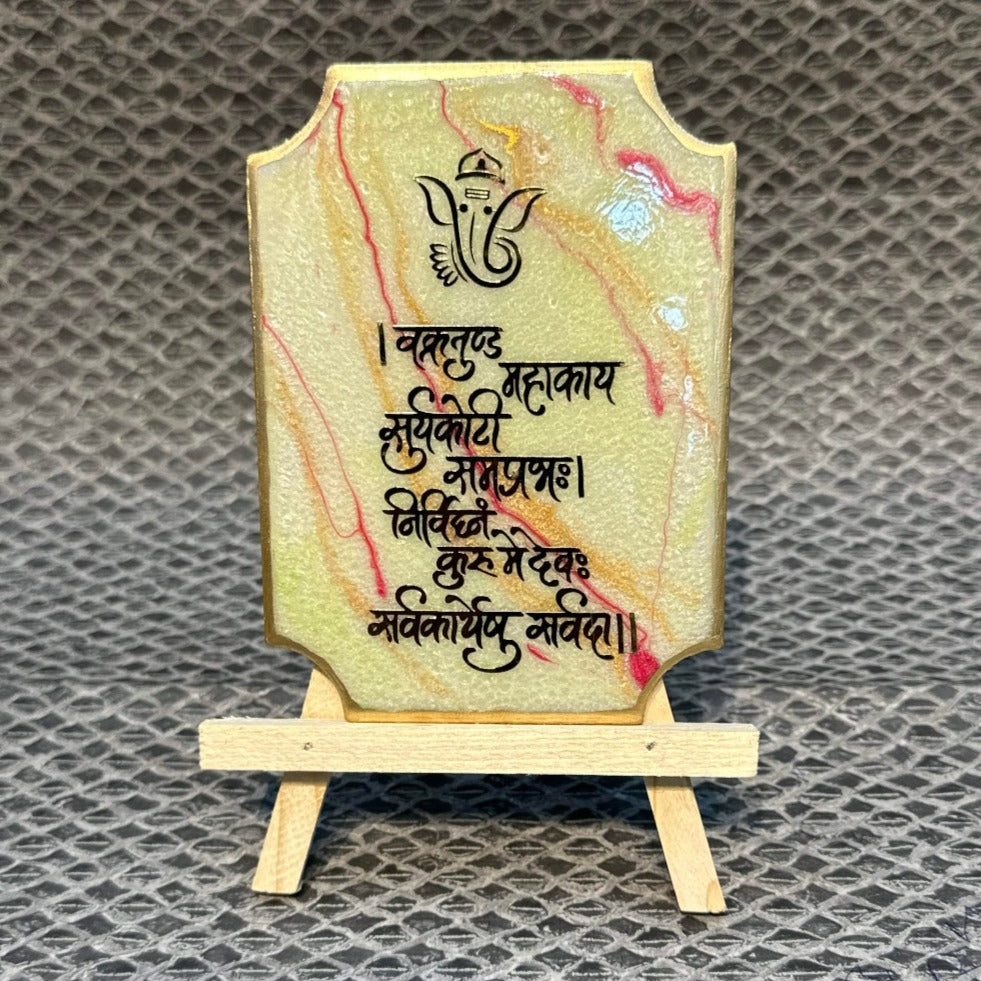 । वक्रतुण्ड
महाकाय
सुर्यकोटी
समप्रभः।
निर्विघ्नं
कुरु मे देवः
सर्वकार्येषु सर्वदा।।